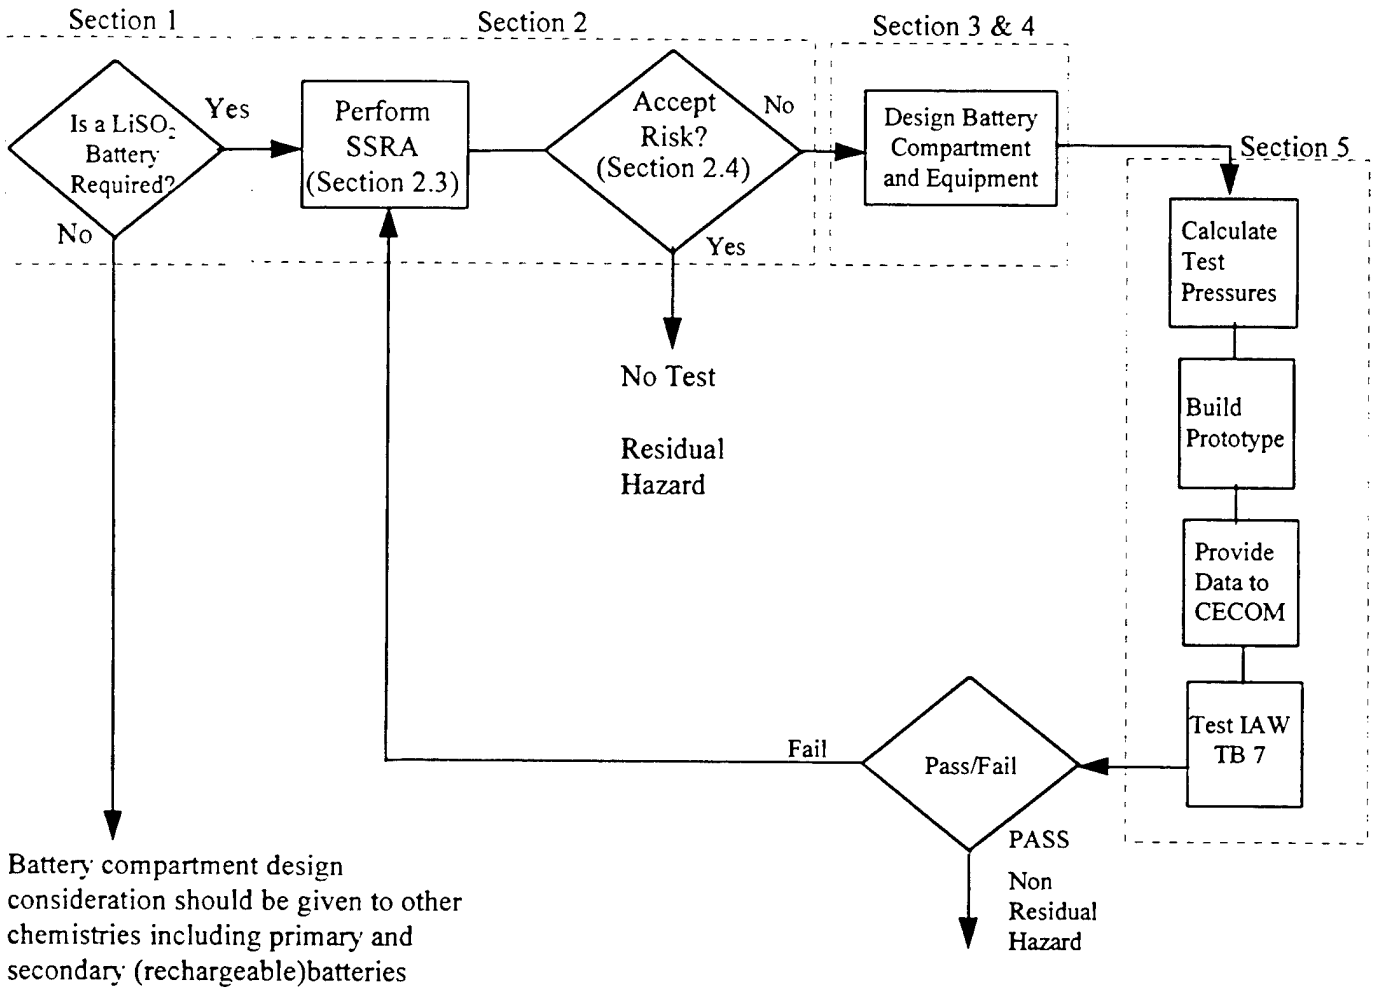 Section 1
Section 2
Section 3 & 4
Is a LiSO₂
Battery
Required?
Yes
No
Perform
SSRA
(Section 2.3)
Accept
Risk?
(Section 2.4)
No
Yes
Design Battery
Compartment
and Equipment
Section 5
Calculate
Test
Pressures
No Test
Residual
Hazard
Build
Prototype
Provide
Data to
CECOM
Test IAW
TB 7
Pass/Fail
Fail
PASS
Non
Residual
Hazard
Battery compartment design
consideration should be given to other
chemistries including primary and
secondary (rechargeable)batteries